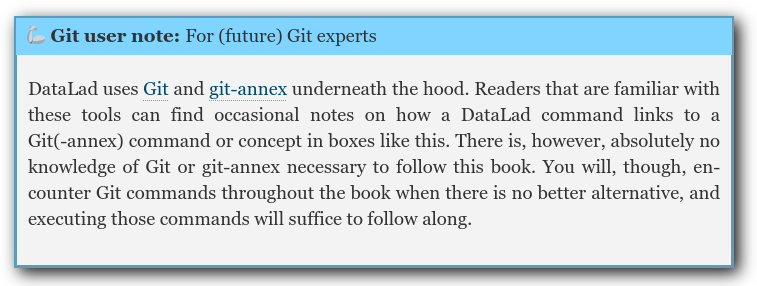 🦾 Git user note: For (future) Git experts
DataLad uses Git and git-annex underneath the hood. Readers that are familiar with
these tools can find occasional notes on how a DataLad command links to a
Git(-annex) command or concept in boxes like this. There is, however, absolutely no
knowledge of Git or git-annex necessary to follow this book. You will, though, en-
counter Git commands throughout the book when there is no better alternative, and
executing those commands will suffice to follow along.